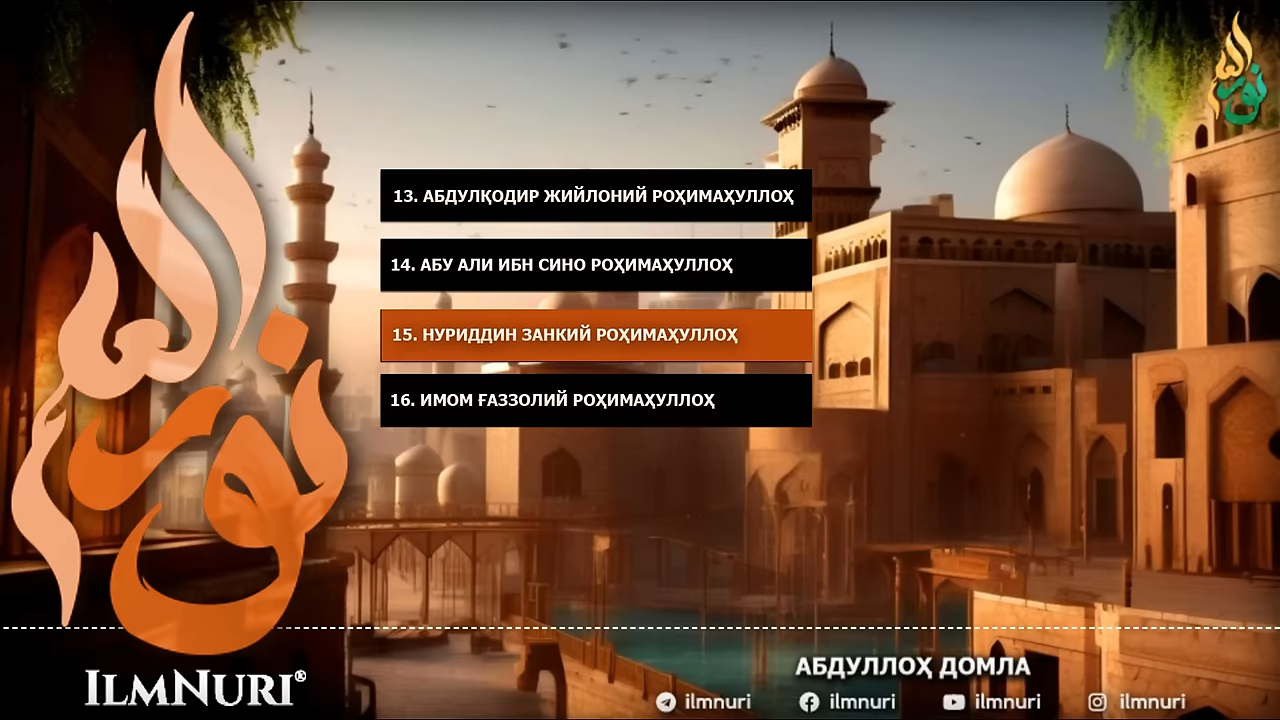 13. АБДУЛҚОДИР ЖИЙЛОНИЙ РОҲИМАҲУЛЛОҲ
14. АБУ АЛИ ИБН СИНО РОҲИМАҲУЛЛОҲ
15. НУРИДДИН ЗАНКИЙ РОҲИМАҲУЛЛОҲ
16. ИМОМ ҒАЗЗОЛИЙ РОҲИМАҲУЛЛОҲ
ILMNURI®
АБДУЛЛОҲ ДОМЛА
ilmnuri ilmnuri ilmnuri ilmnuri